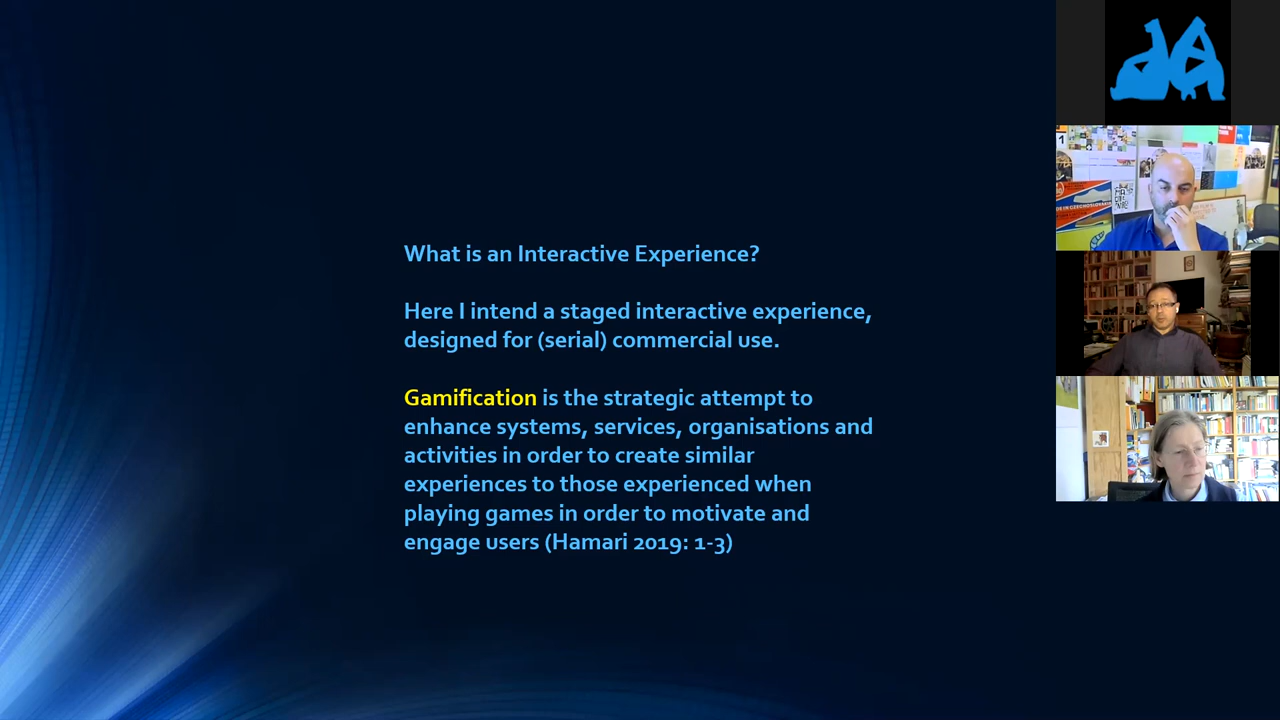 What is an Interactive Experience?
Here I intend a staged interactive experience,
designed for (serial) commercial use.
Gamification is the strategic attempt to
enhance systems, services, organisations and
activities in order to create similar
experiences to those experienced when
playing games in order to motivate and
engage users (Hamari 2019: 1-3)